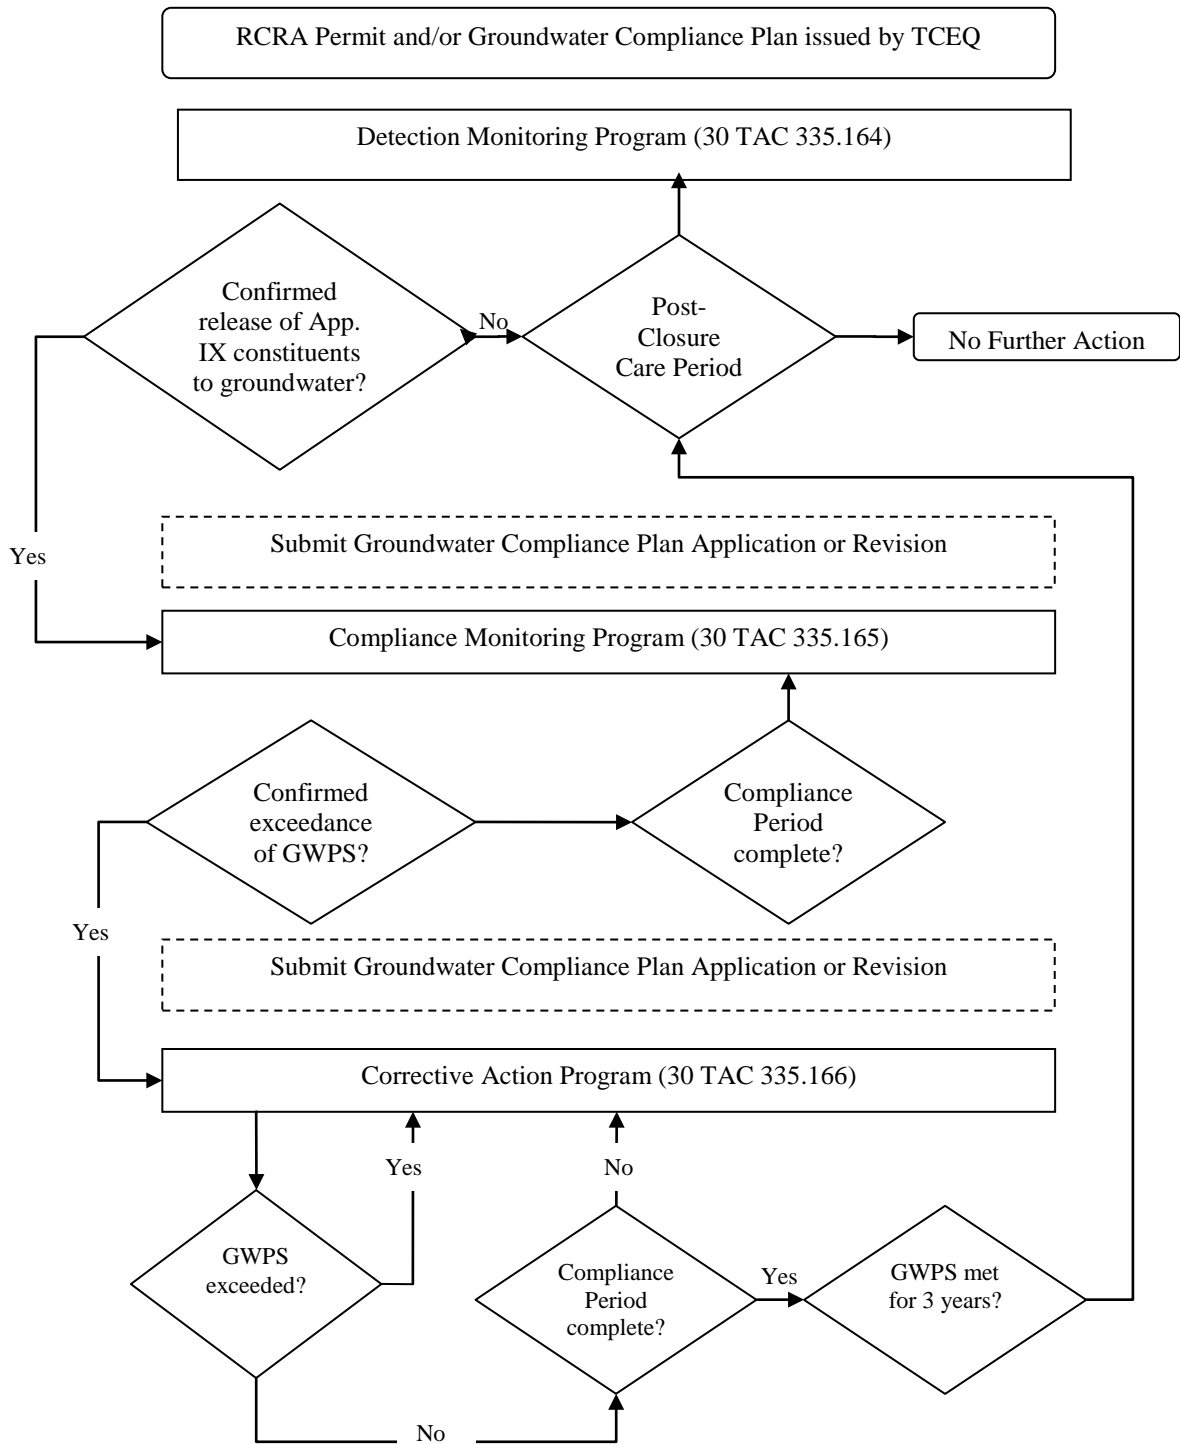 RCRA Permit and/or Groundwater Compliance Plan issued by TCEQ
Detection Monitoring Program (30 TAC 335.164)
Confirmed
release of App.
IX constituents
to groundwater?
No
Post-
Closure
Care Period
No Further Action
Yes
Submit Groundwater Compliance Plan Application or Revision
Compliance Monitoring Program (30 TAC 335.165)
Confirmed
exceedance
of GWPS?
Compliance
Period
complete?
Yes
Submit Groundwater Compliance Plan Application or Revision
Corrective Action Program (30 TAC 335.166)
Yes
No
GWPS
exceeded?
Compliance
Period
complete?
Yes
GWPS met
for 3 years?
No